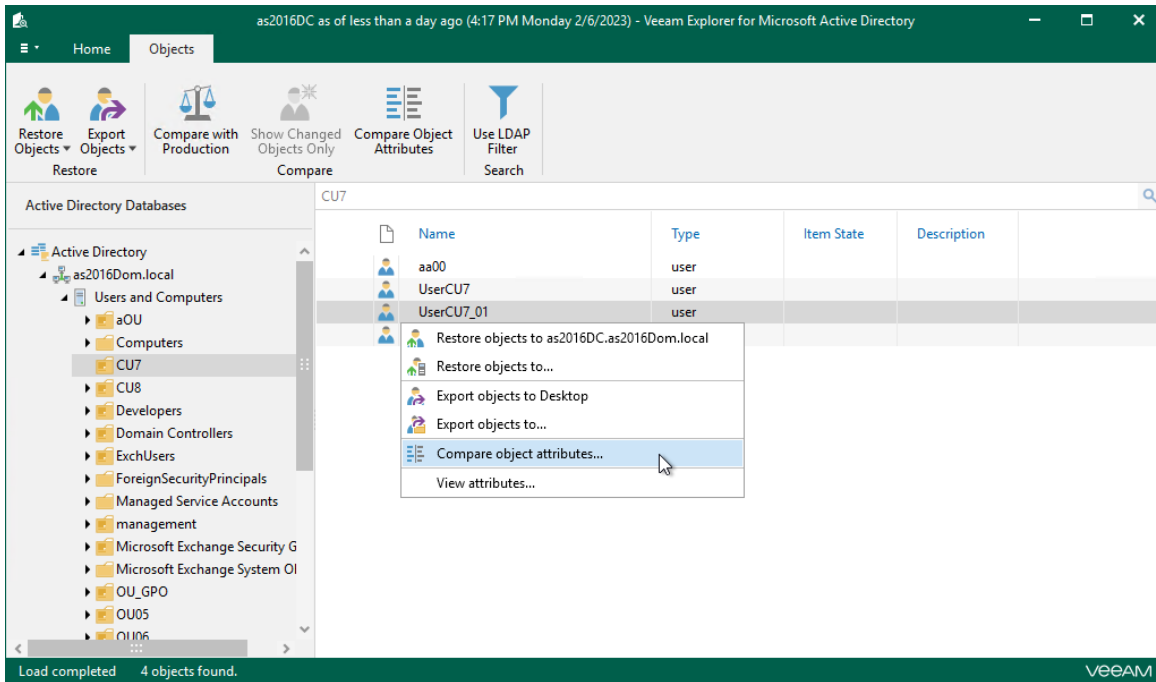 as2016DC as of less than a day ago (4:17 PM Monday 2/6/2023) - Veeam Explorer for Microsoft Active Directory
Home Objects
Restore Objects
Export Objects
Compare with Production
Show Changed Objects Only
Compare Object Attributes
Use LDAP Filter
Restore Compare Search
Active Directory Databases
CU7
Name Type Item State Description
Active Directory
as2016Dom.local
Users and Computers
aOU
Computers
CU7
CU8
Developers
Domain Controllers
ExchUsers
ForeignSecurityPrincipals
Managed Service Accounts
management
Microsoft Exchange Security G
Microsoft Exchange System Ol
OU_GPO
OU05
OU06
aa00 user
UserCU7 user
UserCU7_01 user
Restore objects to as2016DC.as2016Dom.local
Restore objects to...
Export objects to Desktop
Export objects to...
Compare object attributes...
View attributes...
Load completed 4 objects found.
veeam